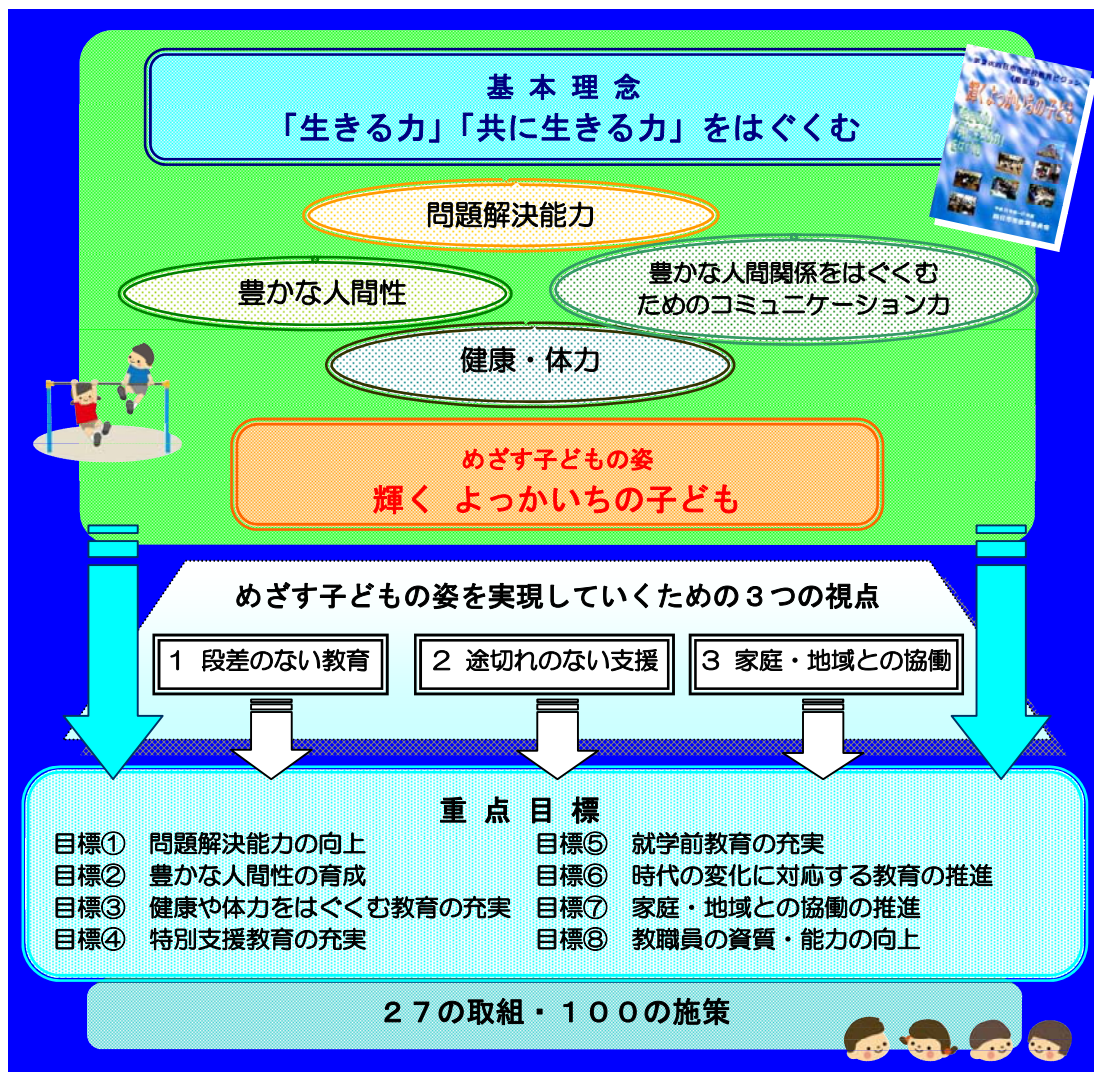 基本理念
「生きる力」「共に生きる力」をはぐくむ
問題解決能力
豊かな人間性
豊かな人間関係をはぐくむ
ためのコミュニケーション力
健康・体力
めざす子どもの姿
輝く よっかいちの子ども
めざす子どもの姿を実現していくための３つの視点
１ 段差のない教育
２ 途切れのない支援
３ 家庭・地域との協働
重点目標
目標① 問題解決能力の向上
目標② 豊かな人間性の育成
目標③ 健康や体力をはぐくむ教育の充実
目標④ 特別支援教育の充実
目標⑤ 就学前教育の充実
目標⑥ 時代の変化に対応する教育の推進
目標⑦ 家庭・地域との協働の推進
目標⑧ 教職員の資質・能力の向上
２７の取組・１００の施策
輝くよっかいちの子ども